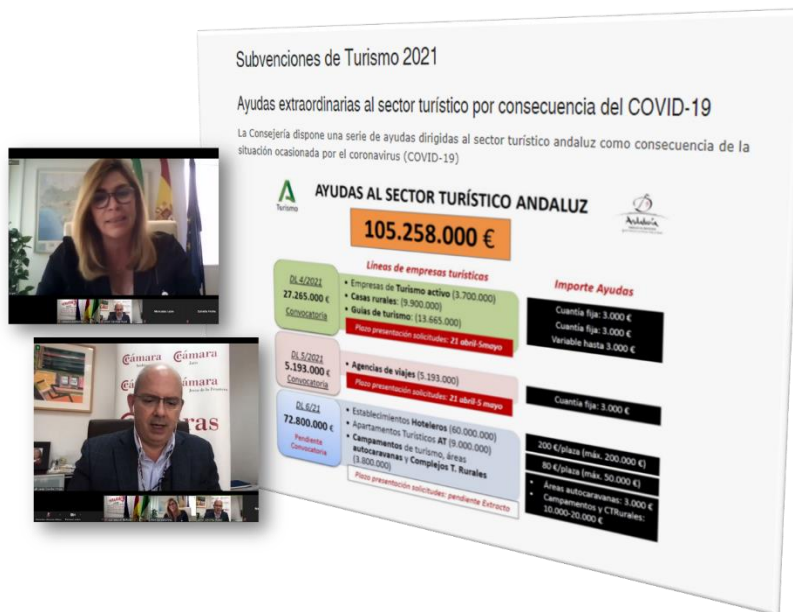 Subvenciones de Turismo 2021
Ayudas extraordinarias al sector turístico por consecuencia del COVID-19
La Consejería dispone una serie de ayudas dirigidas al sector turístico andaluz como consecuencia de la
situación ocasionada por el coronavirus (COVID-19)
Turismo
AYUDAS AL SECTOR TURÍSTICO ANDALUZ
Andalucía
105.258.000 €
Líneas de empresas turísticas
Importe Ayudas
DL 4/2021
27.265.000 €
Convocatoria
• Empresas de Turismo activo (3.700.000)
• Casas rurales: (9.900.000)
• Guías de turismo: (13.665.000)
Plazo presentación solicitudes: 21 abril-5mayo
Cuantía fija: 3.000 €
Cuantía fija: 3.000 €
Variable hasta 3.000 €
DL 5/2021
5.193.000 €
Convocatoria
• Agencias de viajes (5.193.000)
Plazo presentación solicitudes: 21 abril-5 mayo
Cuantía fija: 3.000 €
DL 6/21
72.800.000 €
Pendiente
Convocatoria
• Establecimientos Hoteleros (60.000.000)
• Apartamentos Turísticos AT (9.000.000)
• Campamentos de turismo, áreas
autocaravanas y Complejos T. Rurales
(3.800.000)
Plazo presentación solicitudes: pendiente Extracto
200 €/plaza (máx. 200.000 €)
80 €/plaza (máx. 50.000 €)
• Áreas autocaravanas: 3.000 €
• Campamentos y CTRurales:
10.000-20.000 €
Cámara
Cámara
Cámara
ras